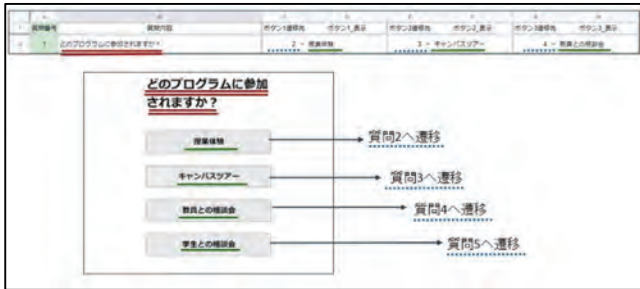 質問番号 質問内容 ボタン1遷移先 ボタン1_表示 ボタン2遷移先 ボタン2_表示 ボタン3遷移先 ボタン3_表示
1 どのプログラムに参加されますか? 2 授業体験 3 キャンパスツアー 4 教員との相談会
どのプログラムに参加
されますか?
授業体験
質問2へ遷移
キャンパスツアー
質問3へ遷移
教員との相談会
質問4へ遷移
学生との相談会
質問5へ遷移